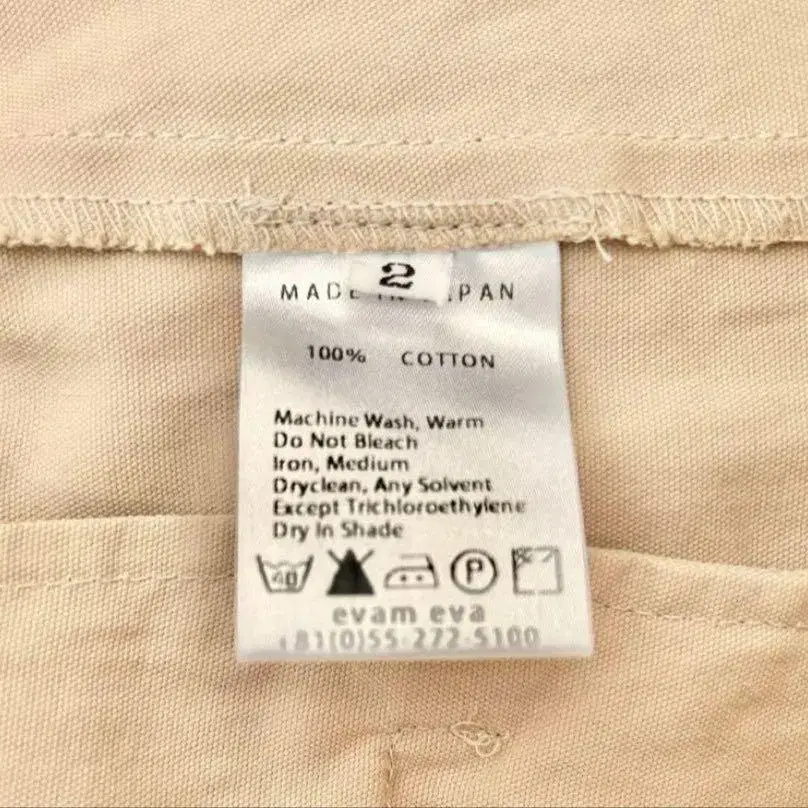 2
MADE IN JAPAN
100% COTTON
Machine Wash, Warm
Do Not Bleach
Iron, Medium
Dryclean, Any Solvent
Except Trichloroethylene
Dry In Shade
40
P
evam eva
+81(0)55-272-5100